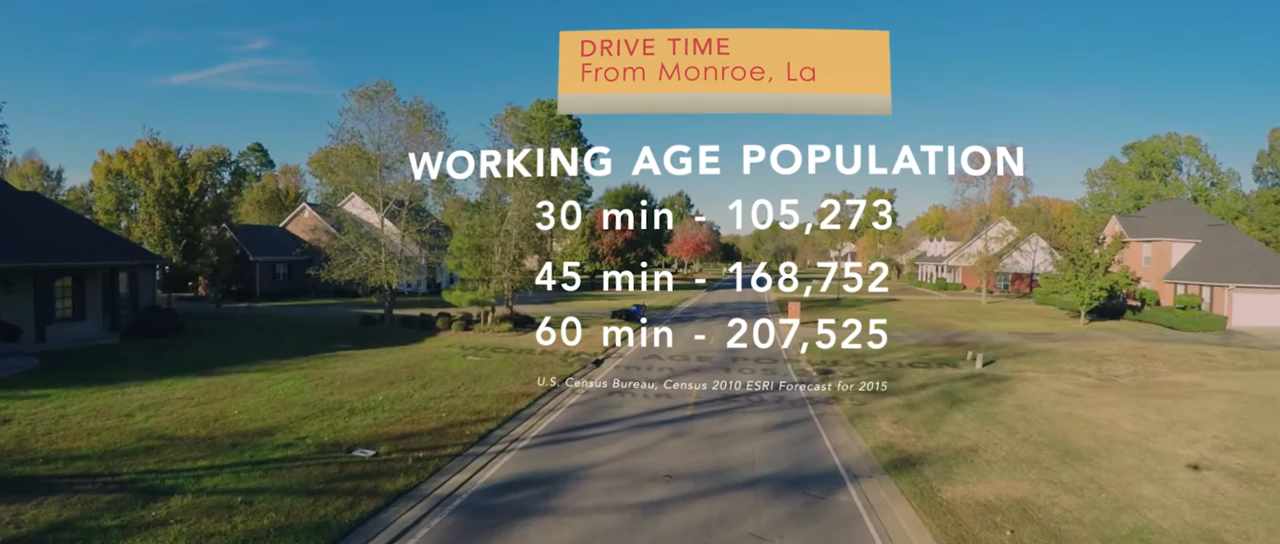 DRIVE TIME
From Monroe, La
WORKING AGE POPULATION
30 min - 105,273
45 min - 168,752
60 min - 207,525
U.S. Census Bureau, Census 2010 ESRI Forecast for 2015